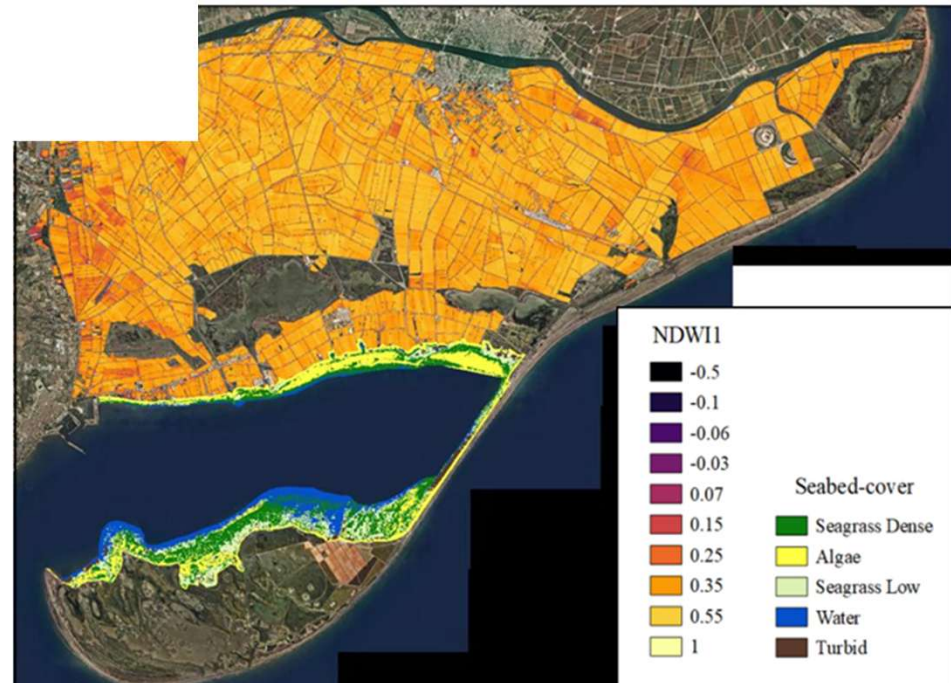 NDWI1
-0.5
-0.1
-0.06
-0.03
0.07
0.15
0.25
0.35
0.55
1
Seabed-cover
Seagrass Dense
Algae
Seagrass Low
Water
Turbid